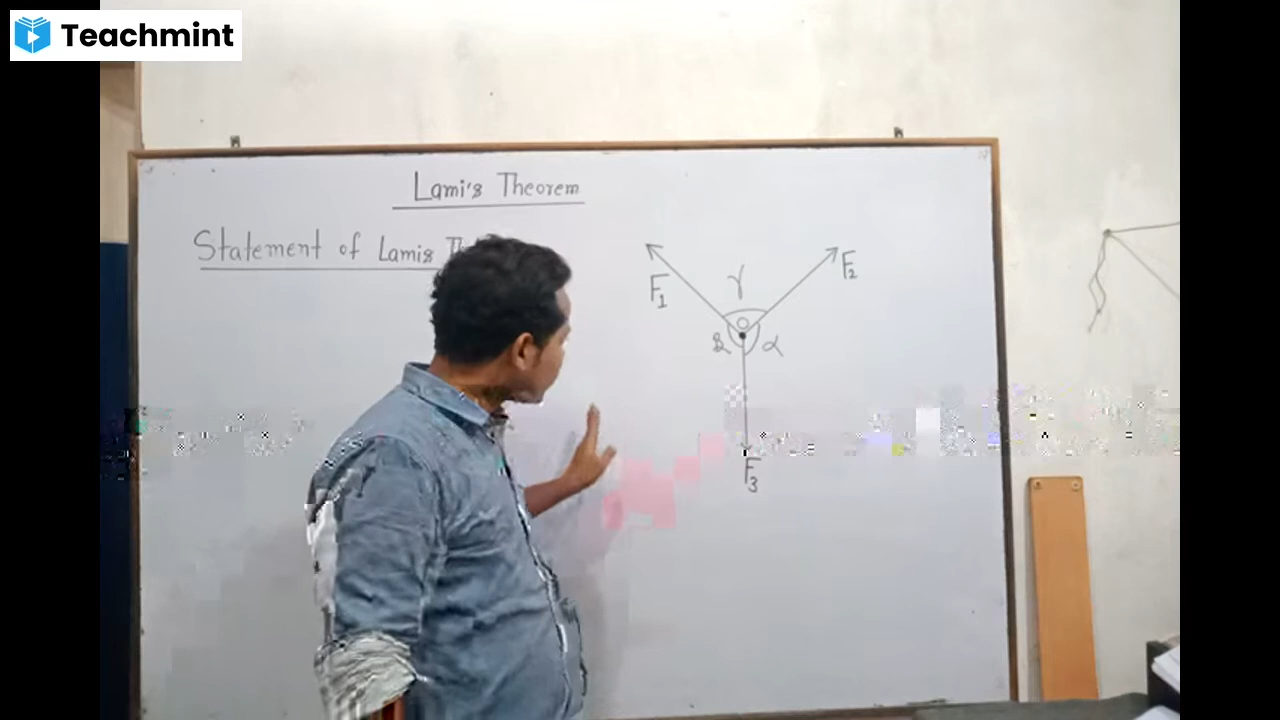 Teachmint
Lami's Theorem
Statement of Lamis
F1
γ
F2
O
β
α
F3